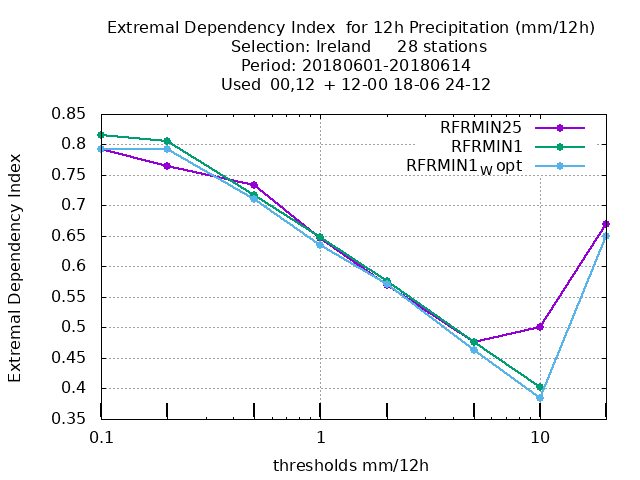 Extremal Dependency Index  for 12h Precipitation (mm/12h)
Selection: Ireland     28 stations
Period: 20180601-20180614
Used  00,12  + 12-00 18-06 24-12
RFRMIN25
RFRMIN1
RFRMIN1W opt
0.85
0.8
0.75
0.7
0.65
0.6
0.55
0.5
0.45
0.4
0.35
Extremal Dependency Index
0.1 1 10
thresholds mm/12h